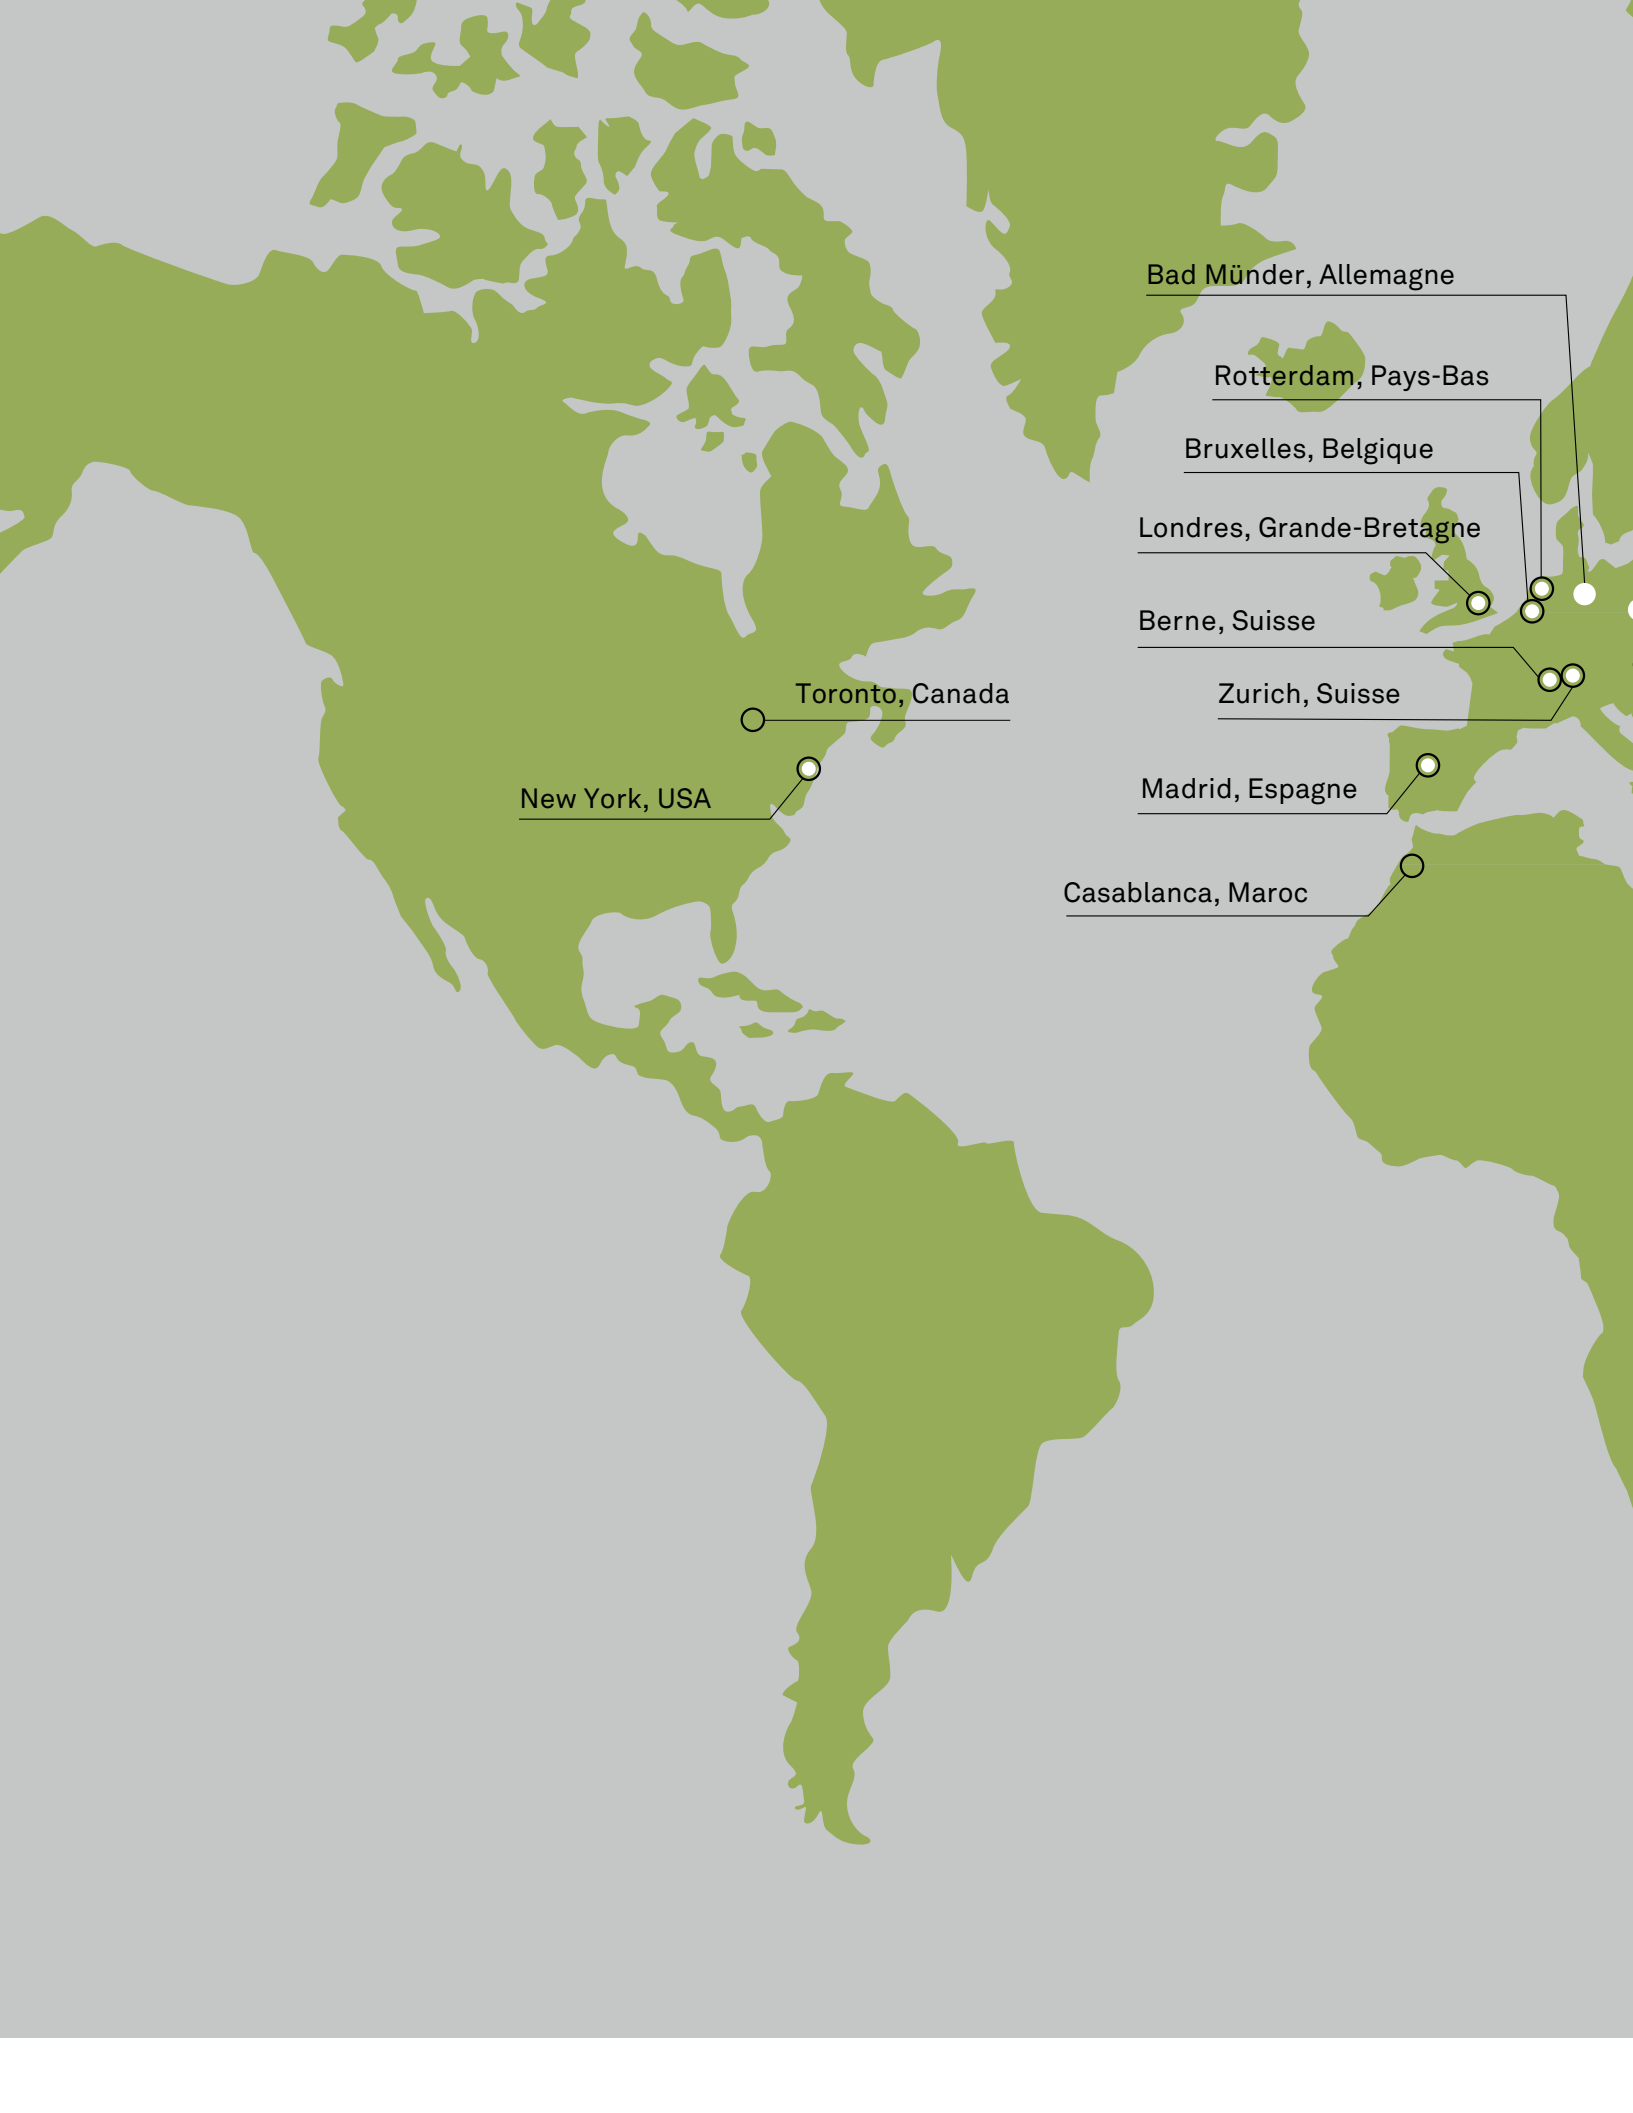 Bad Münder, Allemagne
Rotterdam, Pays-Bas
Bruxelles, Belgique
Londres, Grande-Bretagne
Berne, Suisse
Toronto, Canada
Zurich, Suisse
New York, USA
Madrid, Espagne
Casablanca, Maroc